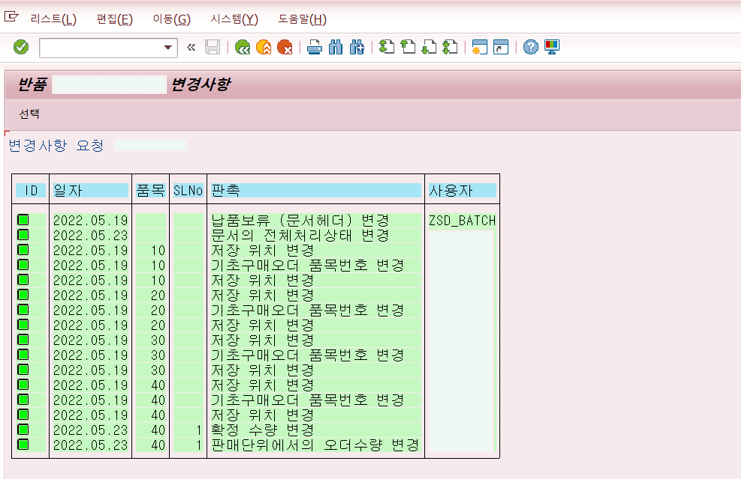 리스트(L) 편집(E) 이동(G) 시스템(Y) 도움말(H)
반품 변경사항
선택
변경사항 요청
ID 일자 품목 SLNo 판촉 사용자
2022.05.19 납품보류 (문서헤더) 변경 ZSD_BATCH
2022.05.23 문서의 전체처리상태 변경
2022.05.19 10 저장 위치 변경
2022.05.19 10 기초구매오더 품목번호 변경
2022.05.19 10 저장 위치 변경
2022.05.19 20 저장 위치 변경
2022.05.19 20 기초구매오더 품목번호 변경
2022.05.19 20 저장 위치 변경
2022.05.19 30 저장 위치 변경
2022.05.19 30 기초구매오더 품목번호 변경
2022.05.19 30 저장 위치 변경
2022.05.19 40 저장 위치 변경
2022.05.19 40 기초구매오더 품목번호 변경
2022.05.19 40 저장 위치 변경
2022.05.23 40 1 확정 수량 변경
2022.05.23 40 1 판매단위에서의 오더수량 변경